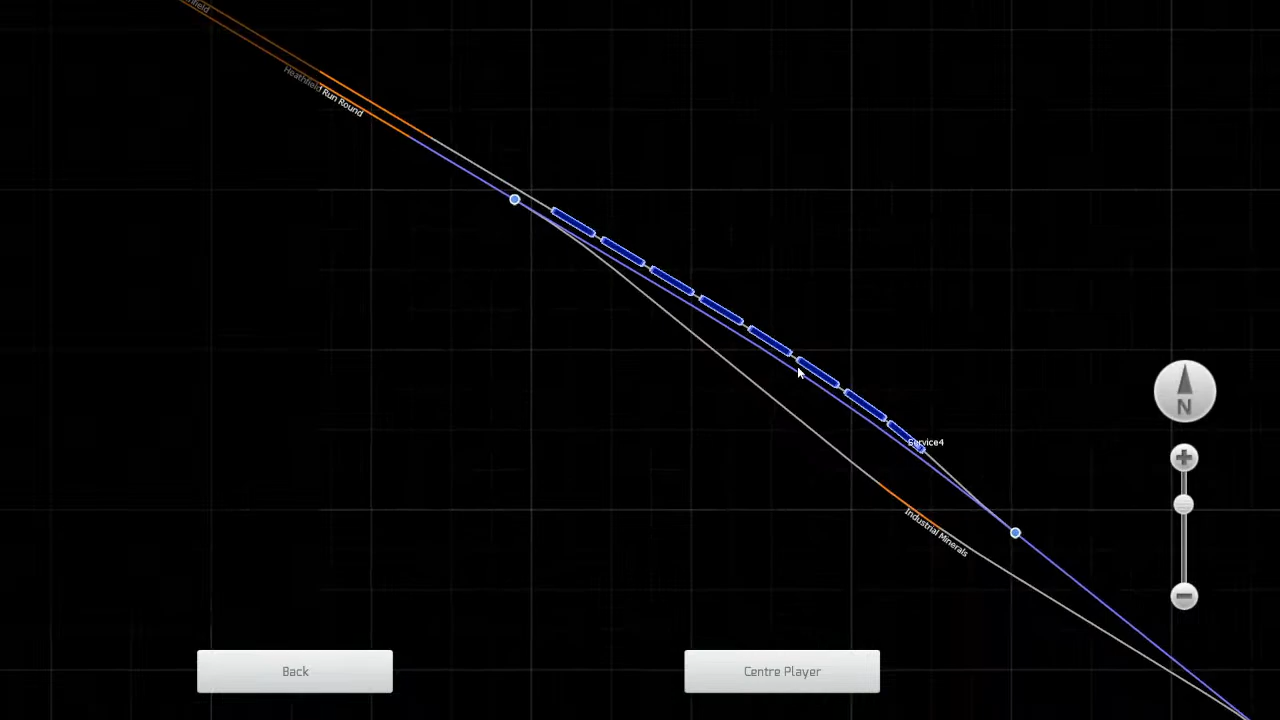 Heathfield Run Round
Service4
Industrial Minerals
N
Back
Centre Player